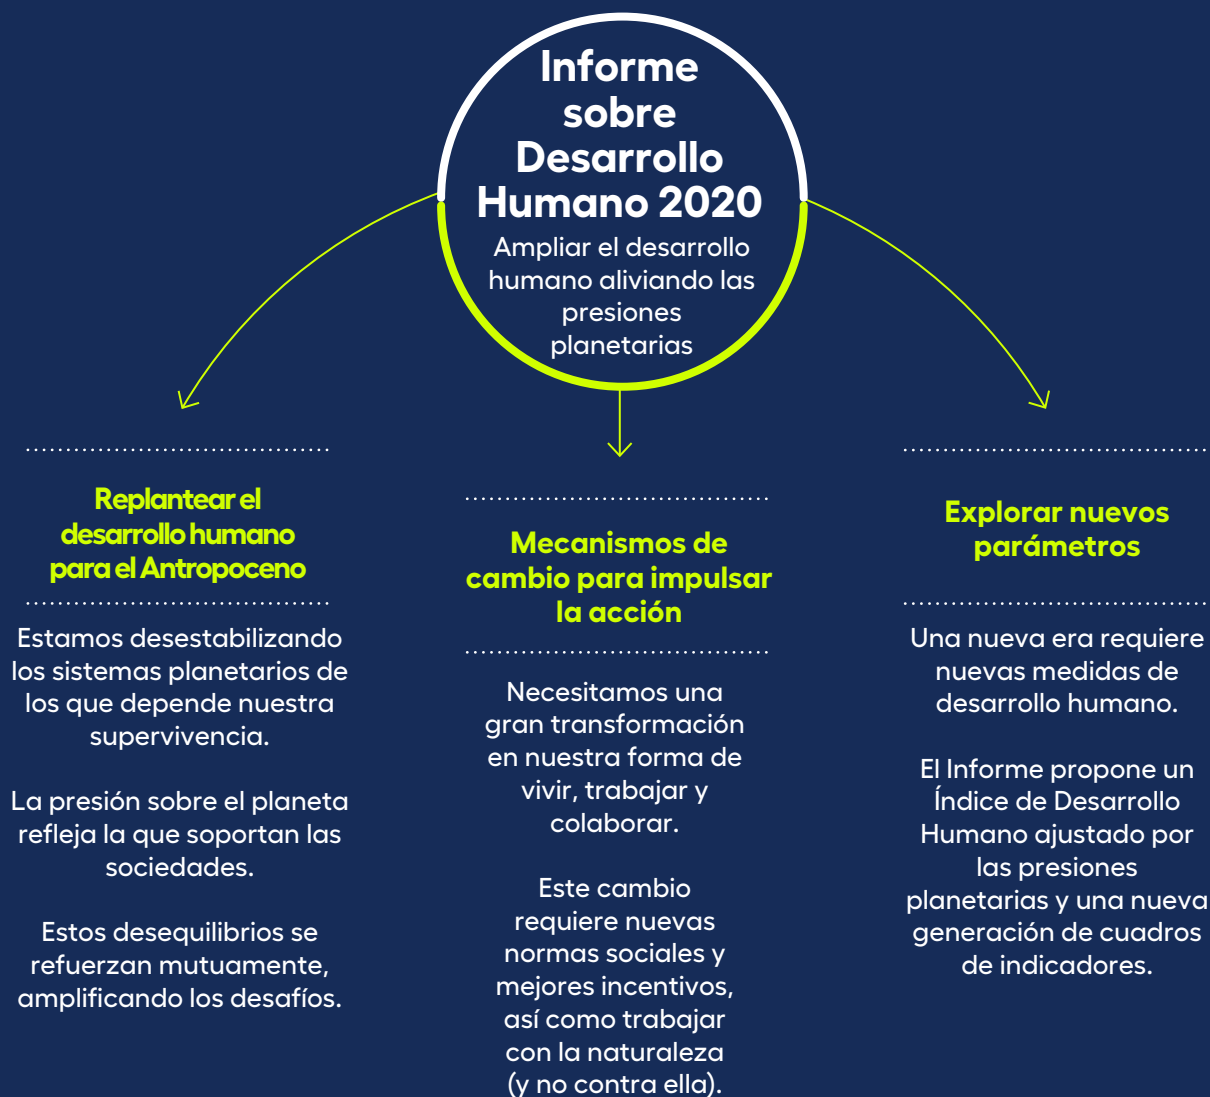 Informe
sobre
Desarrollo
Humano 2020
Ampliar el desarrollo
humano aliviando las
presiones
planetarias
Replantear el
desarrollo humano
para el Antropoceno
Estamos desestabilizando
los sistemas planetarios de
los que depende nuestra
supervivencia.
La presión sobre el planeta
refleja la que soportan las
sociedades.
Estos desequilibrios se
refuerzan mutuamente,
amplificando los desafíos.
Mecanismos de
cambio para impulsar
la acción
Necesitamos una
gran transformación
en nuestra forma de
vivir, trabajar y
colaborar.
Este cambio
requiere nuevas
normas sociales y
mejores incentivos,
así como trabajar
con la naturaleza
(y no contra ella).
Explorar nuevos
parámetros
Una nueva era requiere
nuevas medidas de
desarrollo humano.
El Informe propone un
Índice de Desarrollo
Humano ajustado por
las presiones
planetarias y una nueva
generación de cuadros
de indicadores.